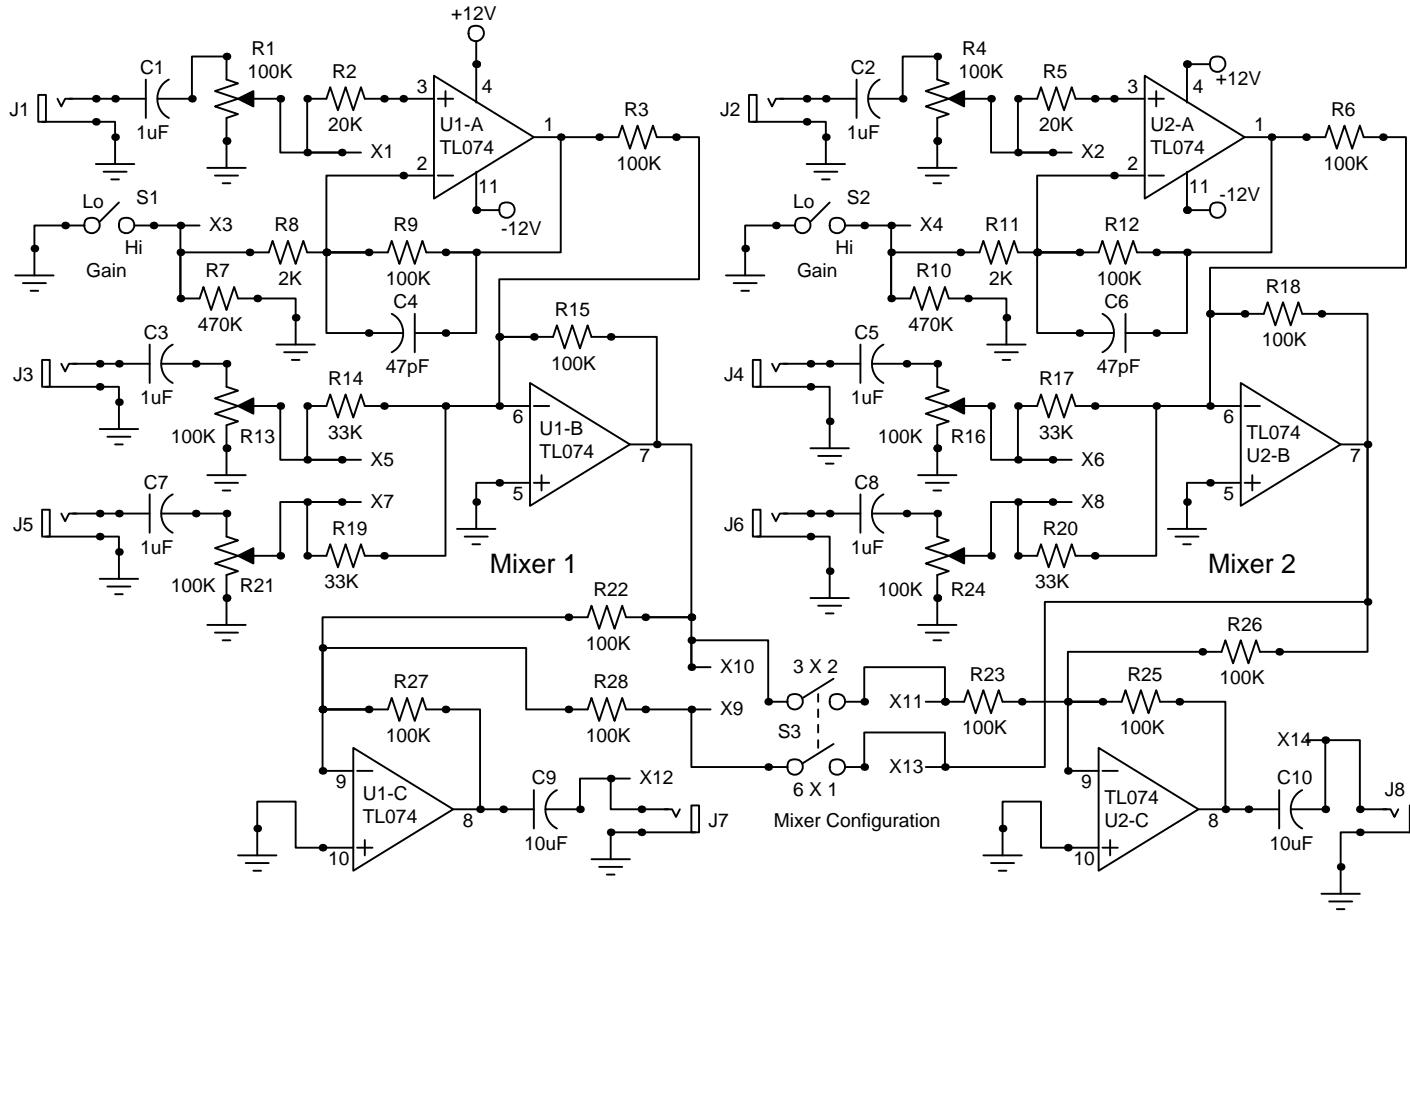 +12V
R1
100K
R2
20K
C1
1uF
J1
X1
3
4
U1-A
TL074
2
11
-12V
1
R3
100K
Lo
S1
Hi
Gain
X3
R8
2K
R9
100K
R7
470K
C4
47pF
C3
1uF
J3
R14
33K
100K
R13
X5
R15
100K
6
U1-B
TL074
5
7
C7
1uF
J5
X7
R19
33K
100K
R21
Mixer 1
C2
1uF
J2
R4
100K
R5
20K
X2
3
4
+12V
U2-A
TL074
2
11
-12V
1
R6
100K
Lo
S2
Hi
Gain
X4
R11
2K
R12
100K
R10
470K
C6
47pF
R18
100K
C5
1uF
J4
R17
33K
100K
R16
X6
6
TL074
U2-B
5
7
C8
1uF
J6
X8
R20
33K
100K
R24
Mixer 2
R22
100K
X10
R27
100K
R28
100K
X9
9
U1-C
TL074
10
8
C9
10uF
X12
J7
3 X 2
S3
6 X 1
Mixer Configuration
X11
X13
R23
100K
R26
100K
R25
100K
9
TL074
U2-C
10
8
C10
10uF
X14
J8